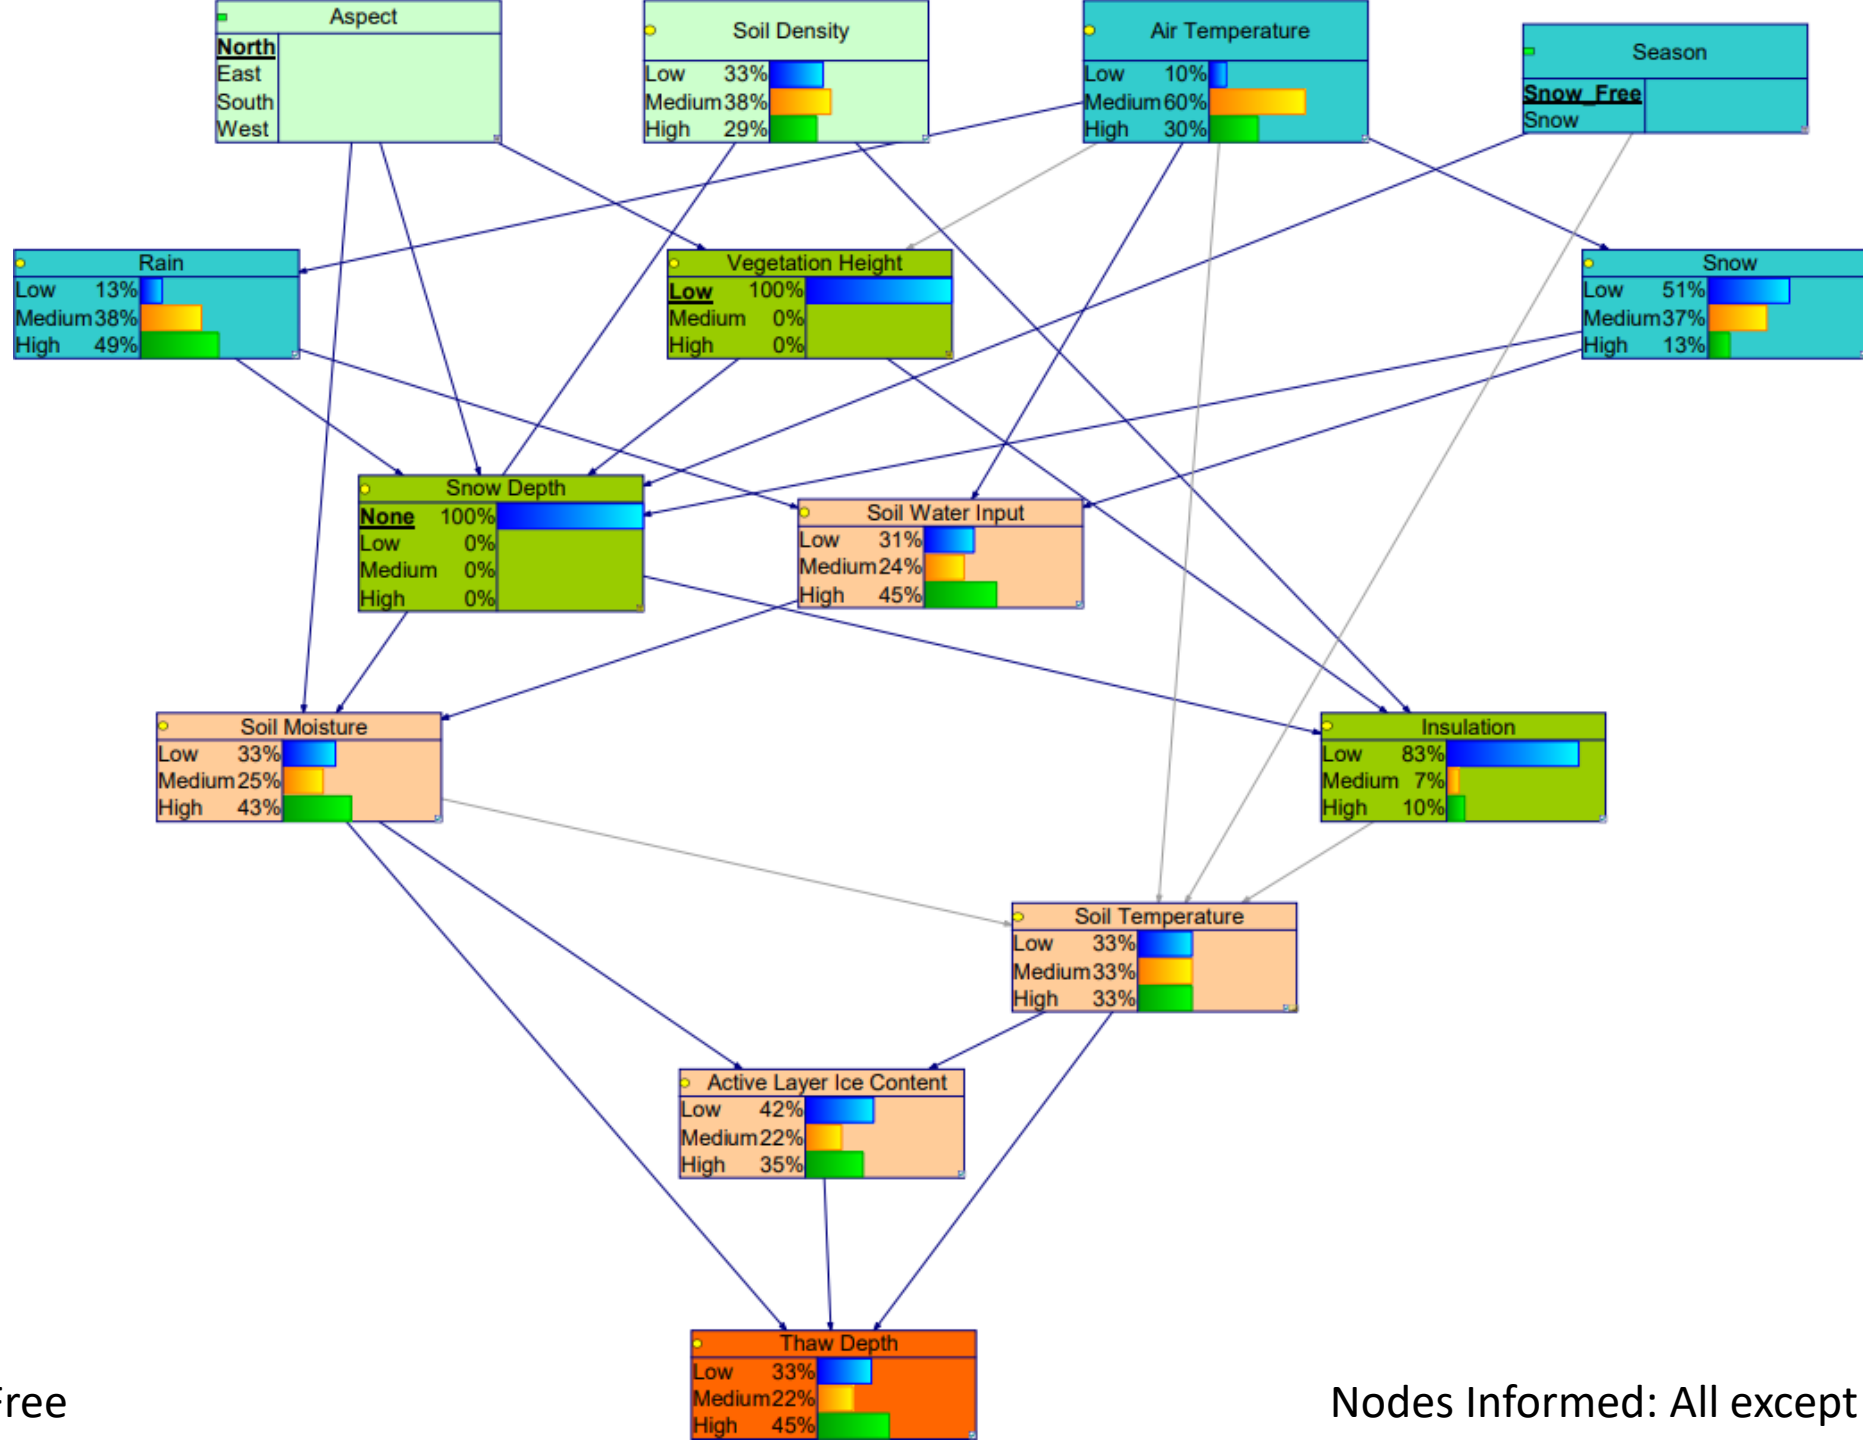 Aspect
North
East
South
West
Soil Density
Low 33%
Medium 38%
High 29%
Air Temperature
Low 10%
Medium 60%
High 30%
Season
Snow_Free
Snow
Rain
Low 13%
Medium 38%
High 49%
Vegetation Height
Low 100%
Medium 0%
High 0%
Snow
Low 51%
Medium 37%
High 13%
Snow Depth
None 100%
Low 0%
Medium 0%
High 0%
Soil Water Input
Low 31%
Medium 24%
High 45%
Soil Moisture
Low 33%
Medium 25%
High 43%
Insulation
Low 83%
Medium 7%
High 10%
Soil Temperature
Low 33%
Medium 33%
High 33%
Active Layer Ice Content
Low 42%
Medium 22%
High 35%
Thaw Depth
Low 33%
Medium 22%
High 45%
ree
Nodes Informed: All except